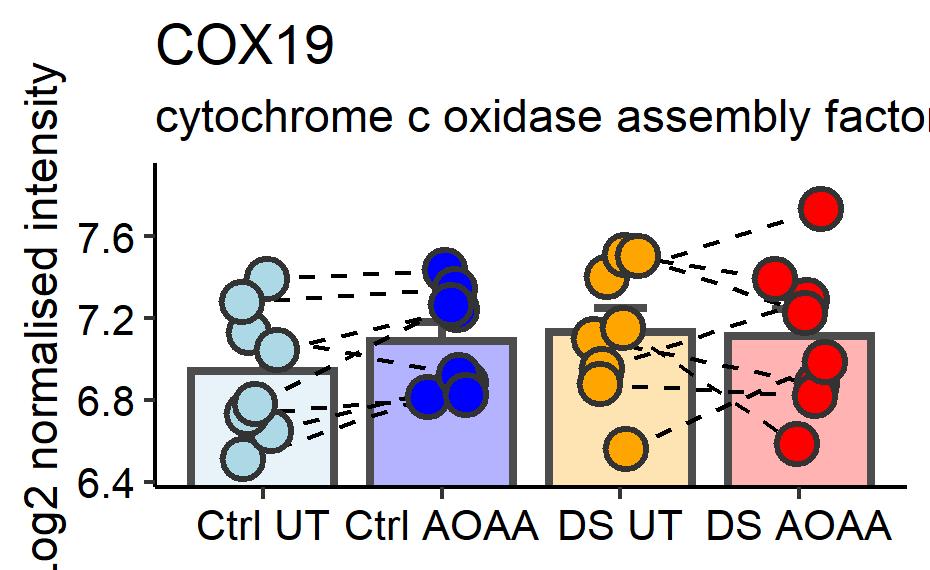 COX19
cytochrome c oxidase assembly factor
Log2 normalised intensity
7.6
7.2
6.8
6.4
Ctrl UT Ctrl AOAA DS UT DS AOAA